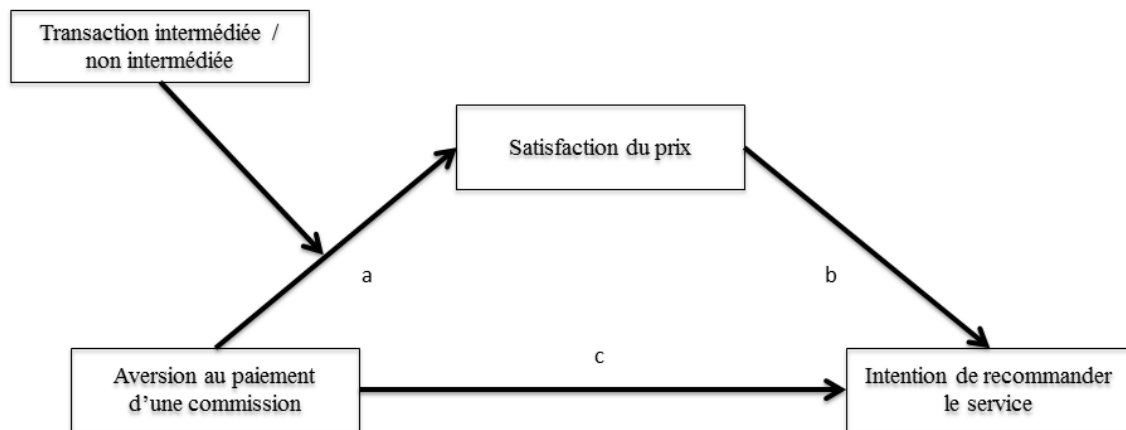 Transaction intermédiée /
non intermédiée
Satisfaction du prix
a
b
c
Aversion au paiement
d’une commission
Intention de recommander
le service